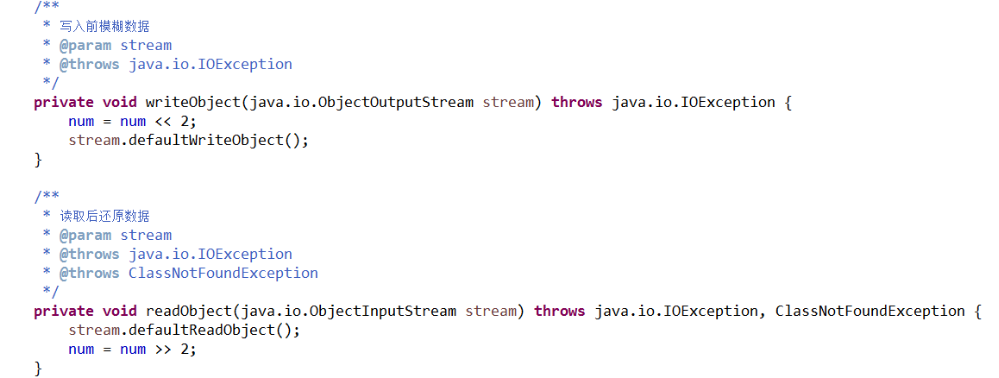 /**
 * 写入前模糊数据
 * @param stream
 * @throws java.io.IOException
 */
private void writeObject(java.io.ObjectOutputStream stream) throws java.io.IOException {
    num = num << 2;
    stream.defaultWriteObject();
}
/**
 * 读取后还原数据
 * @param stream
 * @throws java.io.IOException
 * @throws ClassNotFoundException
 */
private void readObject(java.io.ObjectInputStream stream) throws java.io.IOException, ClassNotFoundException {
    stream.defaultReadObject();
    num = num >> 2;
}